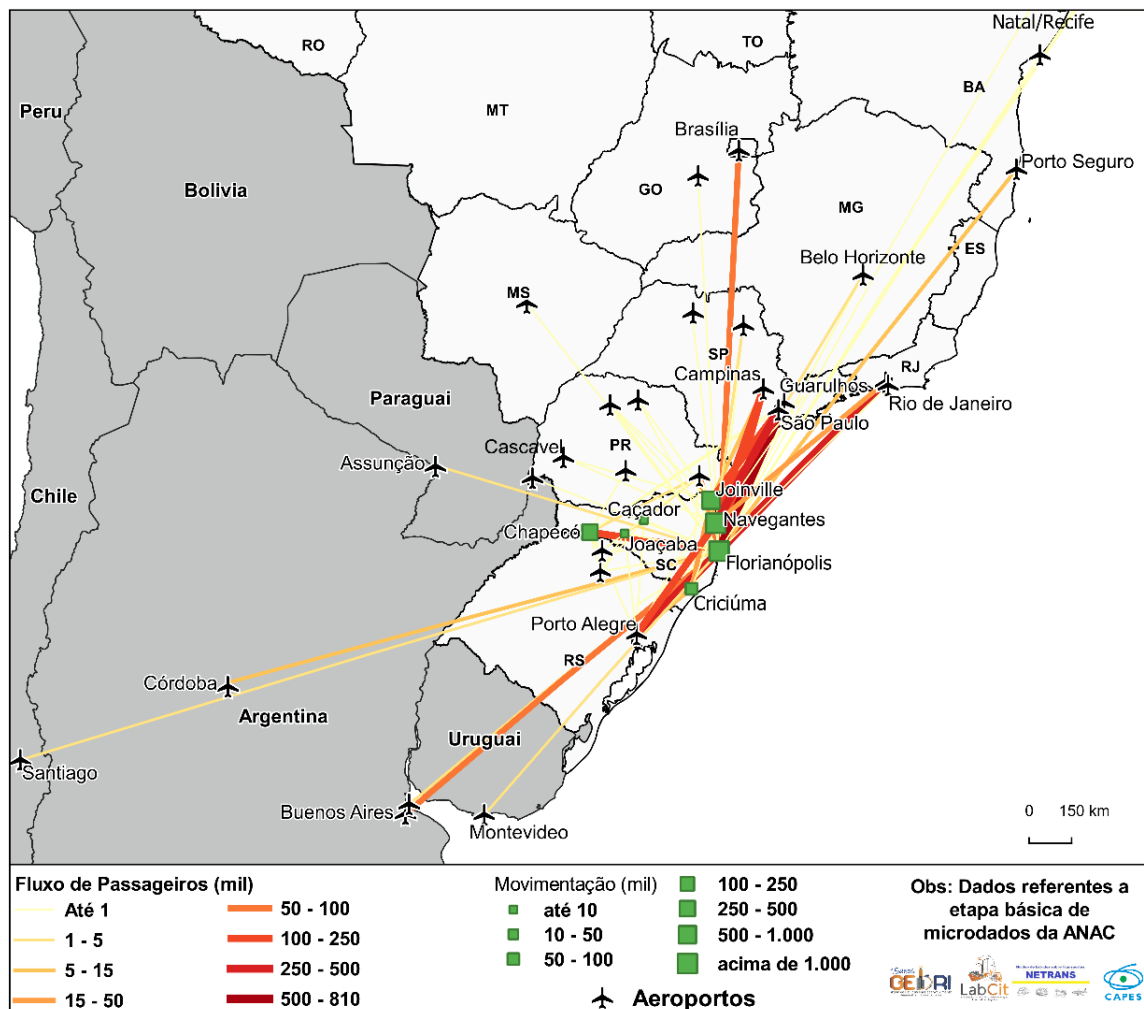 Natal/Recife
RO
TO
Peru
BA
MT
Brasília
Porto Seguro
Bolivia
GO
MG
ES
Belo Horizonte
MS
SP
RJ
Campinas
Guarulhos
Rio de Janeiro
Paraguai
São Paulo
PR
Cascavel
Assunção
Chile
Joinville
Caçador
Navegantes
Chapecó
Joaçaba
Florianópolis
SC
Criciúma
Porto Alegre
RS
Córdoba
Argentina
Uruguai
Santiago
Buenos Aires
Montevideo
0 150 km
Fluxo de Passageiros (mil)
Até 1
1 - 5
5 - 15
15 - 50
50 - 100
100 - 250
250 - 500
500 - 810
Movimentação (mil)
até 10
10 - 50
50 - 100
100 - 250
250 - 500
500 - 1.000
acima de 1.000
Aeroportos
Obs: Dados referentes a
etapa básica de
microdados da ANAC
LabCit
NETRANS
CAPES